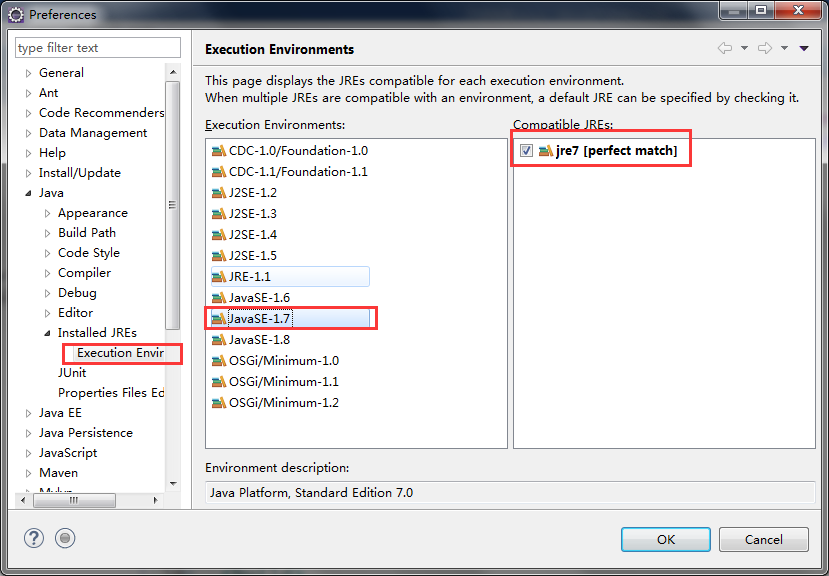 Preferences
type filter text
General
Ant
Code Recommenders
Data Management
Help
Install/Update
Java
Appearance
Build Path
Code Style
Compiler
Debug
Editor
Installed JREs
Execution Envir
JUnit
Properties Files Ed
Java EE
Java Persistence
JavaScript
Maven
Mylyn
Execution Environments
This page displays the JREs compatible for each execution environment.
When multiple JREs are compatible with an environment, a default JRE can be specified by checking it.
Execution Environments:
CDC-1.0/Foundation-1.0
CDC-1.1/Foundation-1.1
J2SE-1.2
J2SE-1.3
J2SE-1.4
J2SE-1.5
JRE-1.1
JavaSE-1.6
JavaSE-1.7
JavaSE-1.8
OSGi/Minimum-1.0
OSGi/Minimum-1.1
OSGi/Minimum-1.2
Compatible JREs:
jre7 [perfect match]
Environment description:
Java Platform, Standard Edition 7.0
OK
Cancel